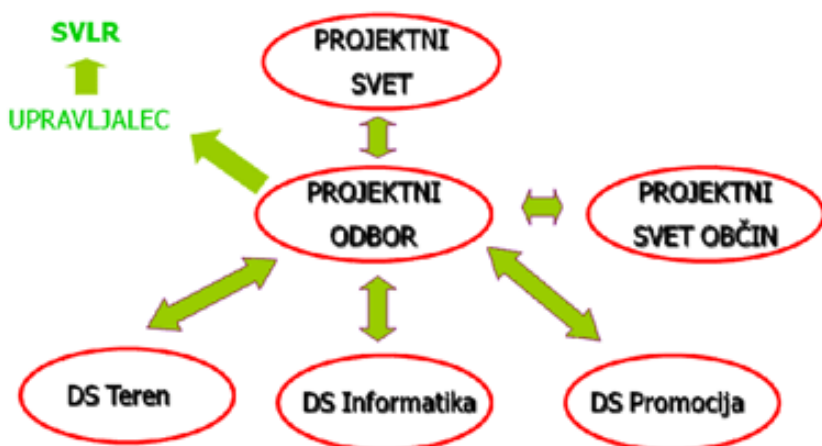 SVLR
UPRAVLJALEC
PROJEKTNI
SVET
PROJEKTNI
ODBOR
PROJEKTNI
SVET OBČIN
DS Teren
DS Informatika
DS Promocija